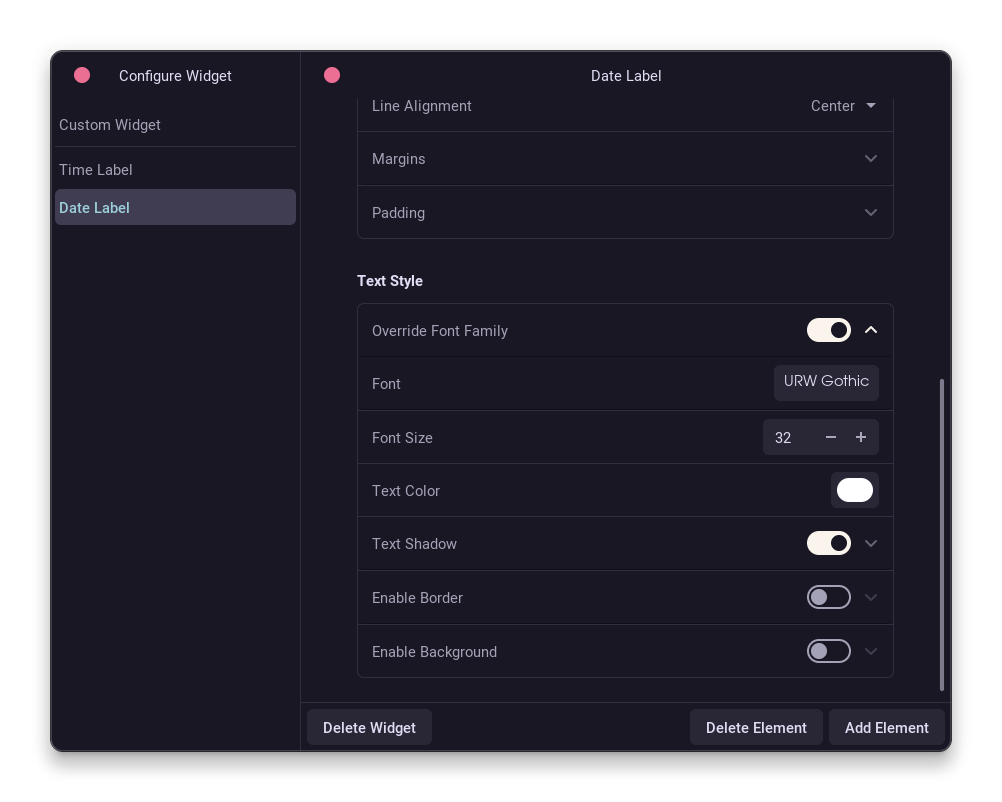 Configure Widget
Date Label
Custom Widget
Time Label
Date Label
Line Alignment
Center
Margins
Padding
Text Style
Override Font Family
Font
URW Gothic
Font Size
32
Text Color
Text Shadow
Enable Border
Enable Background
Delete Widget
Delete Element
Add Element